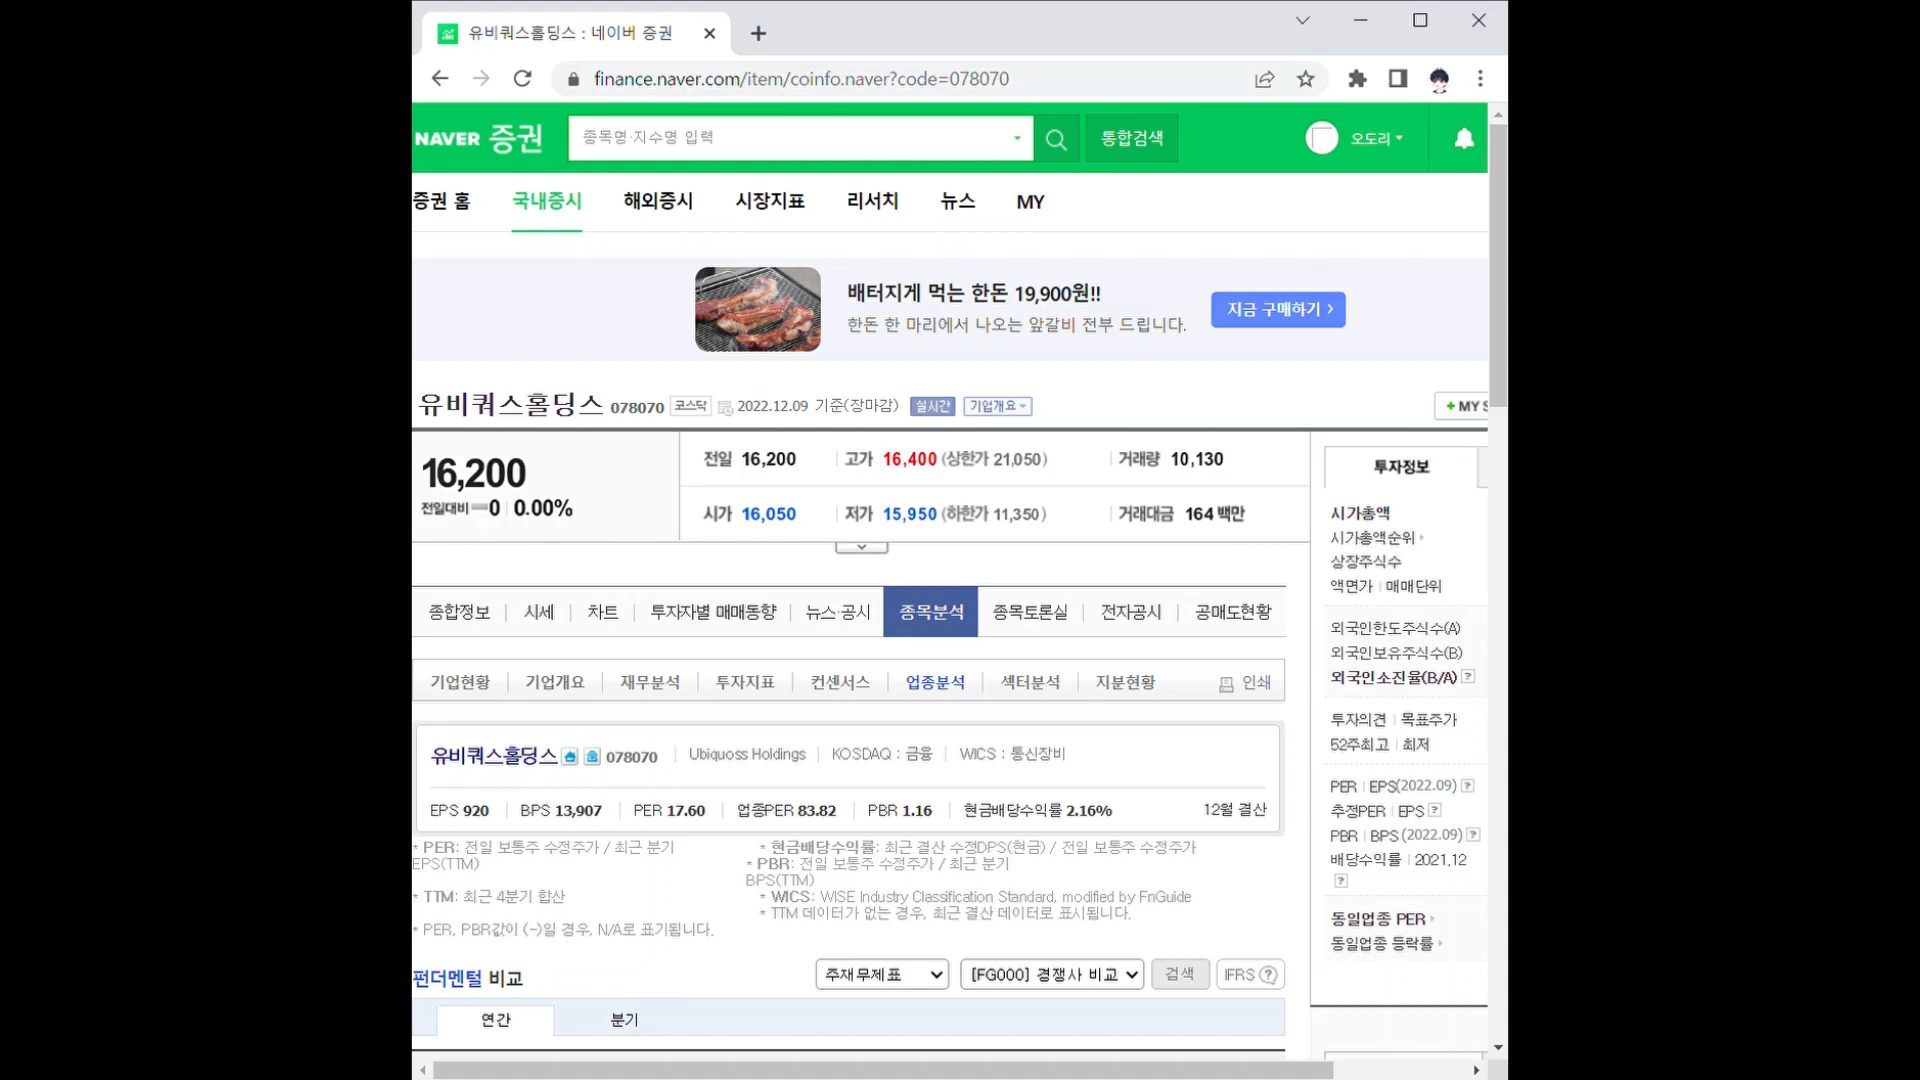 유비쿼스홀딩스 : 네이버 증권
finance.naver.com/item/coinfo.naver?code=078070
NAVER 증권 종목명·지수명 입력 통합검색 오도리
증권 홈 국내증시 해외증시 시장지표 리서치 뉴스 MY
배터지게 먹는 한돈 19,900원!!
한돈 한 마리에서 나오는 앞갈비 전부 드립니다.
지금 구매하기
유비쿼스홀딩스 078070 코스닥 2022.12.09 기준(장마감) 실시간 기업개요
+ MY S
16,200
전일대비 0 0.00%
전일 16,200 고가 16,400 (상한가 21,050) 거래량 10,130
시가 16,050 저가 15,950 (하한가 11,350) 거래대금 164 백만
투자정보
시가총액
시가총액순위
상장주식수
액면가 매매단위
외국인한도주식수(A)
외국인보유주식수(B)
외국인소진율(B/A) ?
투자의견 목표주가
52주최고 최저
PER EPS(2022.09) ?
추정PER EPS ?
PBR BPS (2022.09) ?
배당수익률 2021.12
?
동일업종 PER
동일업종 등락률
종합정보 시세 차트 투자자별 매매동향 뉴스·공시 종목분석 종목토론실 전자공시 공매도현황
기업현황 기업개요 재무분석 투자지표 컨센서스 업종분석 섹터분석 지분현황 인쇄
유비쿼스홀딩스 078070 Ubiquoss Holdings KOSDAQ : 금융 WICS : 통신장비
EPS 920 BPS 13,907 PER 17.60 업종PER 83.82 PBR 1.16 현금배당수익률 2.16% 12월 결산
* PER: 전일 보통주 수정주가 / 최근 분기
EPS(TTM)
* TTM: 최근 4분기 합산
* PER, PBR값이 (-)일 경우, N/A로 표기됩니다.
* 현금배당수익률: 최근 결산 수정DPS(현금) / 전일 보통주 수정주가
* PBR: 전일 보통주 수정주가 / 최근 분기
BPS(TTM)
* WICS: WISE Industry Classification Standard, modified by FnGuide
* TTM 데이터가 없는 경우, 최근 결산 데이터로 표시됩니다.
펀더멘털 비교 주재무제표 [FG000] 경쟁사 비교 검색 IFRS ?
연간 분기